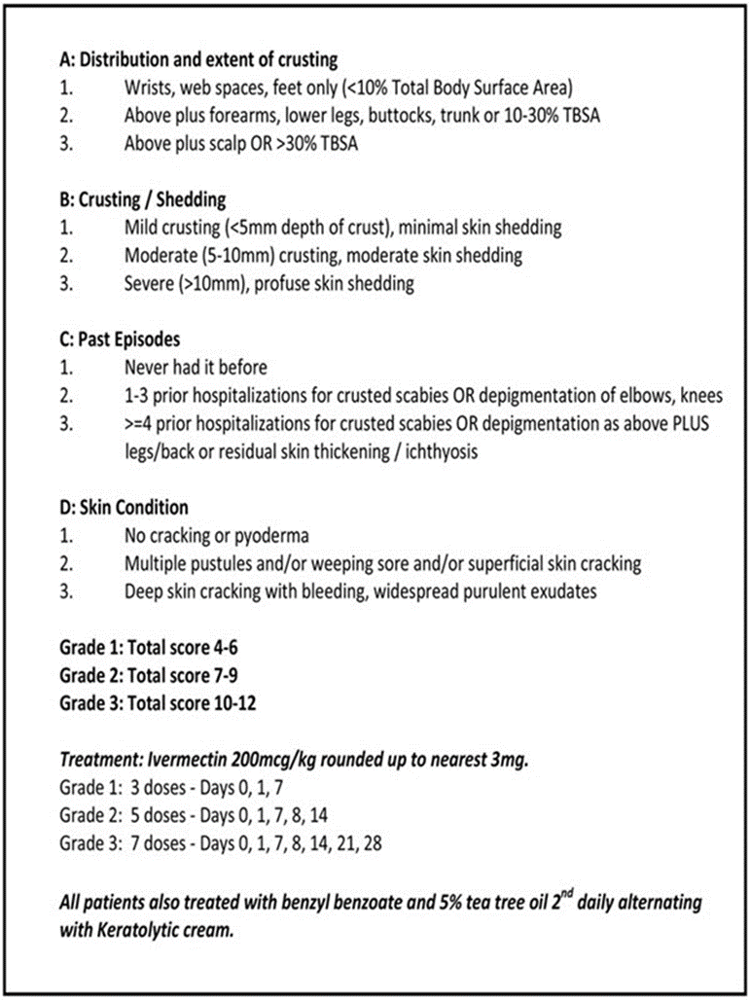 A: Distribution and extent of crusting
1. Wrists, web spaces, feet only (<10% Total Body Surface Area)
2. Above plus forearms, lower legs, buttocks, trunk or 10-30% TBSA
3. Above plus scalp OR >30% TBSA
B: Crusting / Shedding
1. Mild crusting (<5mm depth of crust), minimal skin shedding
2. Moderate (5-10mm) crusting, moderate skin shedding
3. Severe (>10mm), profuse skin shedding
C: Past Episodes
1. Never had it before
2. 1-3 prior hospitalizations for crusted scabies OR depigmentation of elbows, knees
3. >=4 prior hospitalizations for crusted scabies OR depigmentation as above PLUS
legs/back or residual skin thickening / ichthyosis
D: Skin Condition
1. No cracking or pyoderma
2. Multiple pustules and/or weeping sore and/or superficial skin cracking
3. Deep skin cracking with bleeding, widespread purulent exudates
Grade 1: Total score 4-6
Grade 2: Total score 7-9
Grade 3: Total score 10-12
Treatment: Ivermectin 200mcg/kg rounded up to nearest 3mg.
Grade 1: 3 doses - Days 0, 1, 7
Grade 2: 5 doses - Days 0, 1, 7, 8, 14
Grade 3: 7 doses - Days 0, 1, 7, 8, 14, 21, 28
All patients also treated with benzyl benzoate and 5% tea tree oil 2nd daily alternating
with Keratolytic cream.